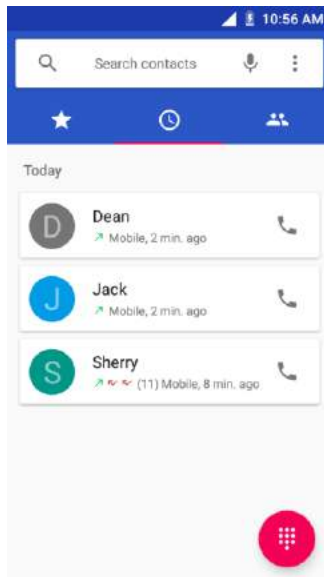 10:56 AM
Search contacts
Today
D
Dean
Mobile, 2 min. ago
J
Jack
Mobile, 2 min. ago
S
Sherry
(11) Mobile, 8 min. ago